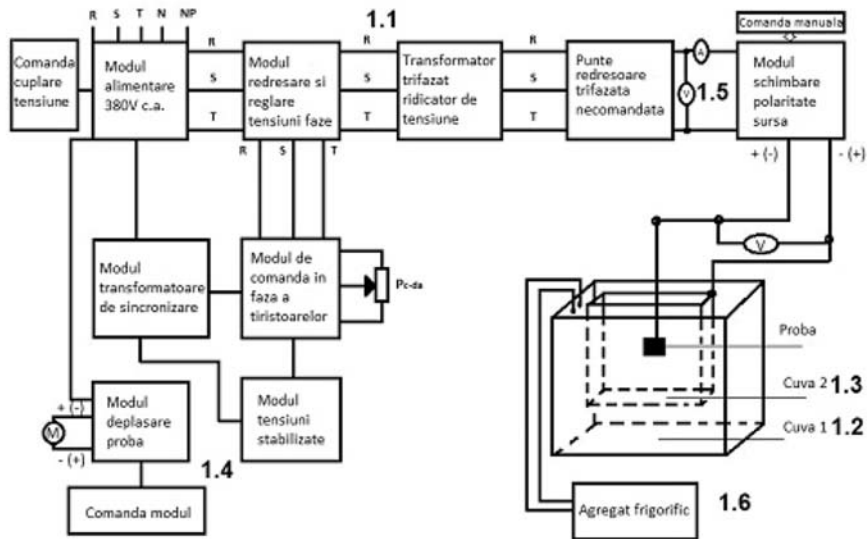 R S T N NP
1.1
Comanda
cuplare
tensiune
Modul
alimentare
380V c.a.
R
S
T
Modul
redresare si
reglare
tensiuni faze
R
S
T
Transformator
trifazat
ridicator de
tensiune
R
S
T
Punte
redresoare
trifazata
necomandata
A
V
1.5
Comanda manuala
Modul
schimbare
polaritate
sursa
+ (-)
- (+)
R S T
V
Modul
transformatoare
de sincronizare
Modul de
comanda in
faza a
tiristoarelor
Pc-da
Proba
Cuva 2 1.3
Cuva 1 1.2
Modul
tensiuni
stabilizate
+ (-)
M
- (+)
Modul
deplasare
proba
1.4
Comanda modul
Agregat frigorific
1.6